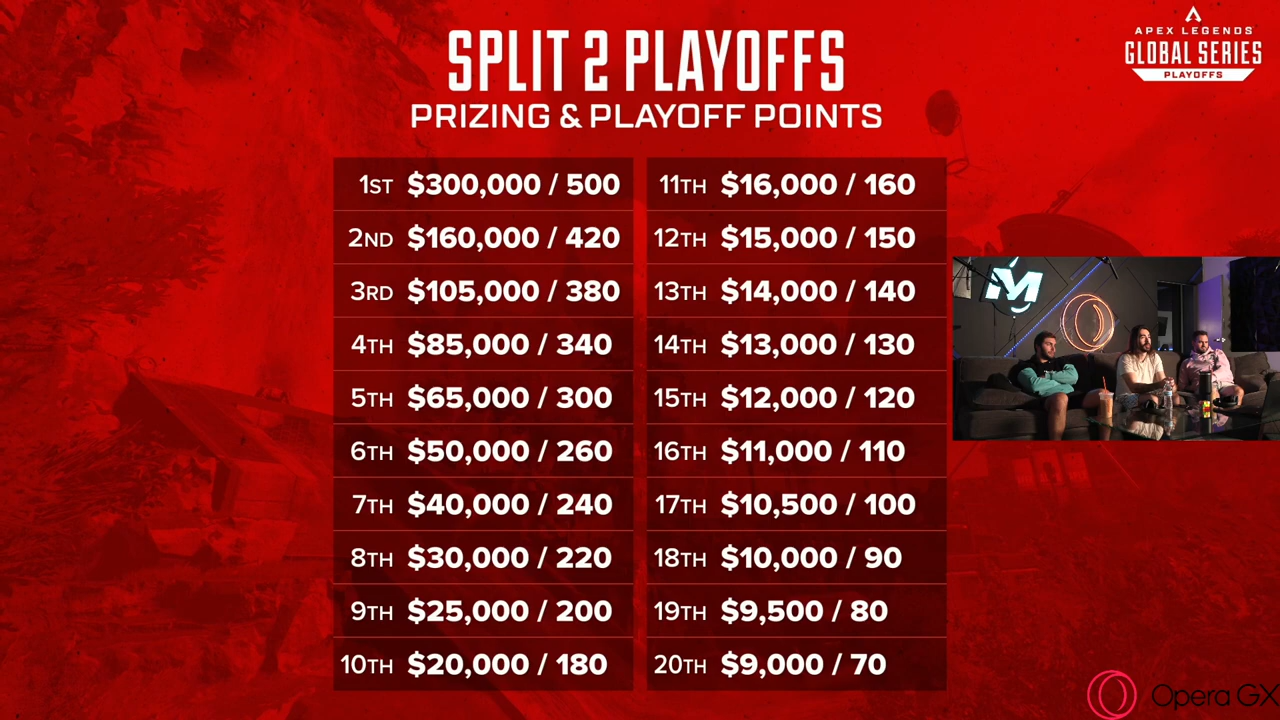 SPLIT 2 PLAYOFFS
PRIZING & PLAYOFF POINTS
APEX LEGENDS
GLOBAL SERIES
PLAYOFFS
1ST $300,000 / 500
2ND $160,000 / 420
3RD $105,000 / 380
4TH $85,000 / 340
5TH $65,000 / 300
6TH $50,000 / 260
7TH $40,000 / 240
8TH $30,000 / 220
9TH $25,000 / 200
10TH $20,000 / 180
11TH $16,000 / 160
12TH $15,000 / 150
13TH $14,000 / 140
14TH $13,000 / 130
15TH $12,000 / 120
16TH $11,000 / 110
17TH $10,500 / 100
18TH $10,000 / 90
19TH $9,500 / 80
20TH $9,000 / 70
M
Opera GX